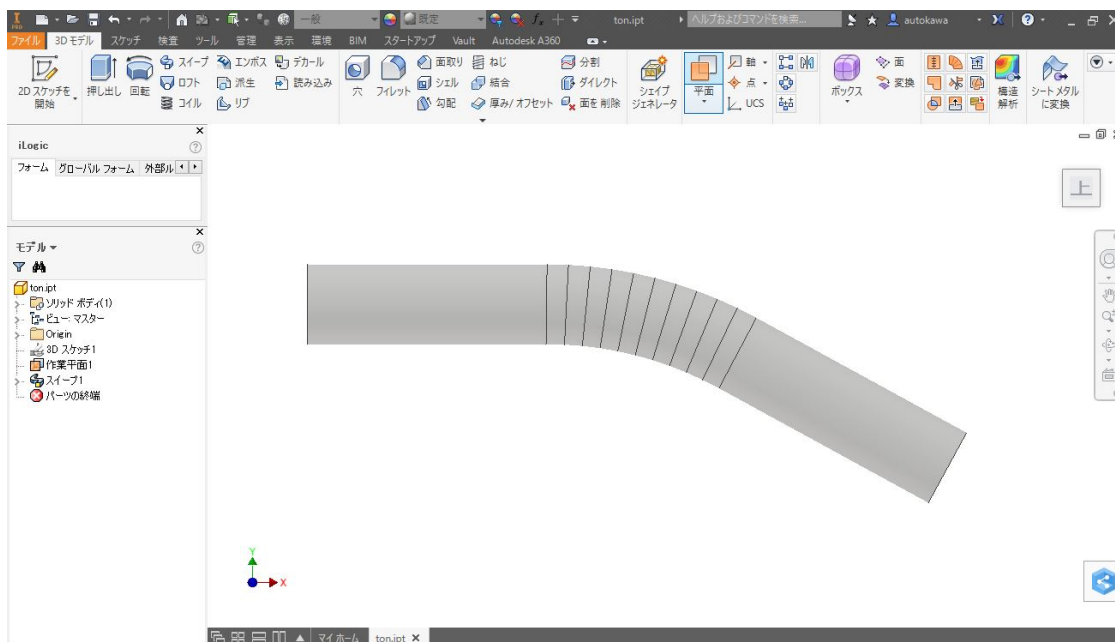 PRO
一般
既定
ton.ipt
ヘルプおよびコマンドを検索...
autokawa
ファイル 3D モデル スケッチ 検査 ツール 管理 表示 環境 BIM スタートアップ Vault Autodesk A360
2D スケッチを開始
押し出し
回転
スイープ
ロフト
コイル
エンボス
派生
リブ
デカール
読み込み
穴
フィレット
面取り
シェル
勾配
ねじ
結合
厚み/オフセット
分割
ダイレクト
面を削除
シェイプ
ジェネレータ
平面
軸
点
UCS
ボックス
面
変換
構造
解析
シートメタル
に変換
iLogic
フォーム グローバル フォーム 外部ル
モデル
ton.ipt
ソリッド ボディ(1)
ビュー: マスター
Origin
3D スケッチ1
作業平面1
スイープ1
パーツの終端
上
Y
X
マイ ホーム
ton.ipt